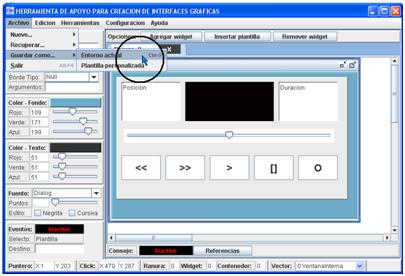 HERRAMIENTA DE APOYO PARA CREACION DE INTERFACES GRAFICAS
Archivo Edicion Herramientas Configuracion Ayuda
Nuevo...
Recuperar...
Guardar como...
Salir Alt-F4
Entorno actual
Plantilla personalizada
Opciones: Agregar widget Insertar plantilla Remover widget
X
Borde Tipo: Null
Argumentos:
Color - Fondo:
Rojo: 109
Verde: 171
Azul: 199
Color - Texto:
Rojo: 51
Verde: 51
Azul: 51
Fuente: Dialog
Puntos:
Estilo: Negrita Cursiva
Eventos: Inactivo
Selecto: Plantilla
Destino:
Posicion: Duracion:
<< >> > [] O
Consejo: Inactivo Referencias
Puntero: X:1 Y:203 Click: X:470 Y:287 Ranura: 0 Widget: 0 Contenedor: 0 Vector: 0:VentanaInterna